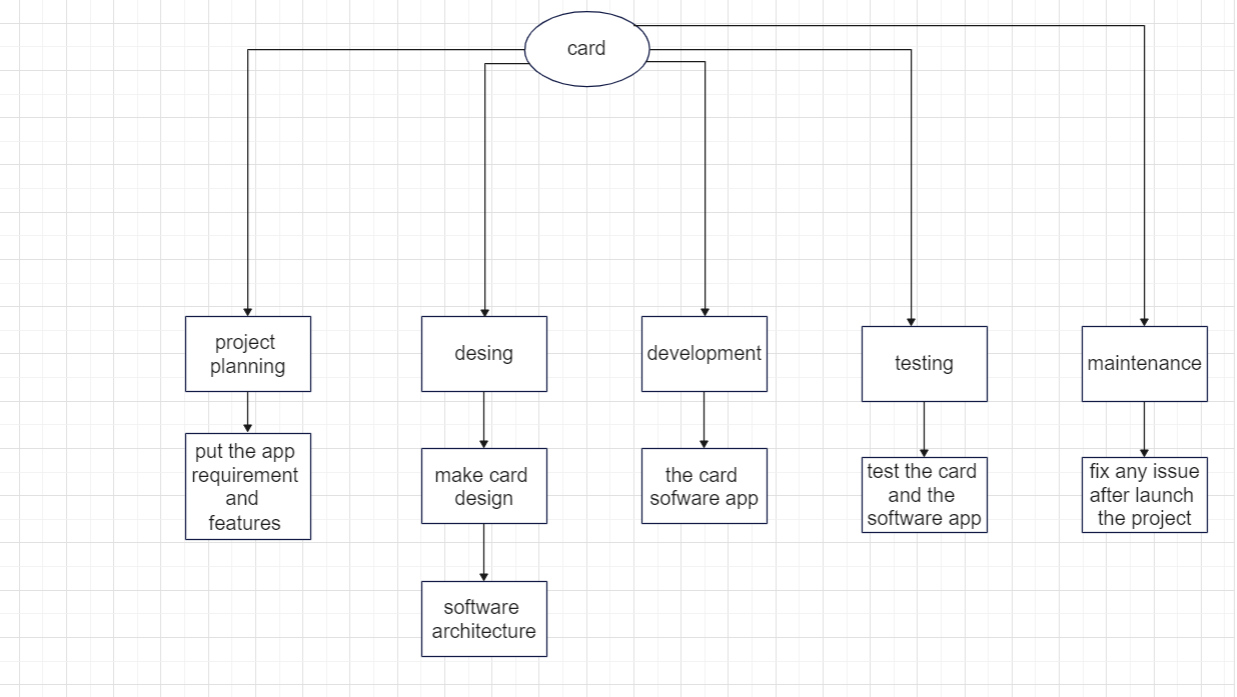 card
project
planning
desing
development
testing
maintenance
put the app
requirement
and
features
make card
design
the card
sofware app
test the card
and the
software app
fix any issue
after launch
the project
software
architecture